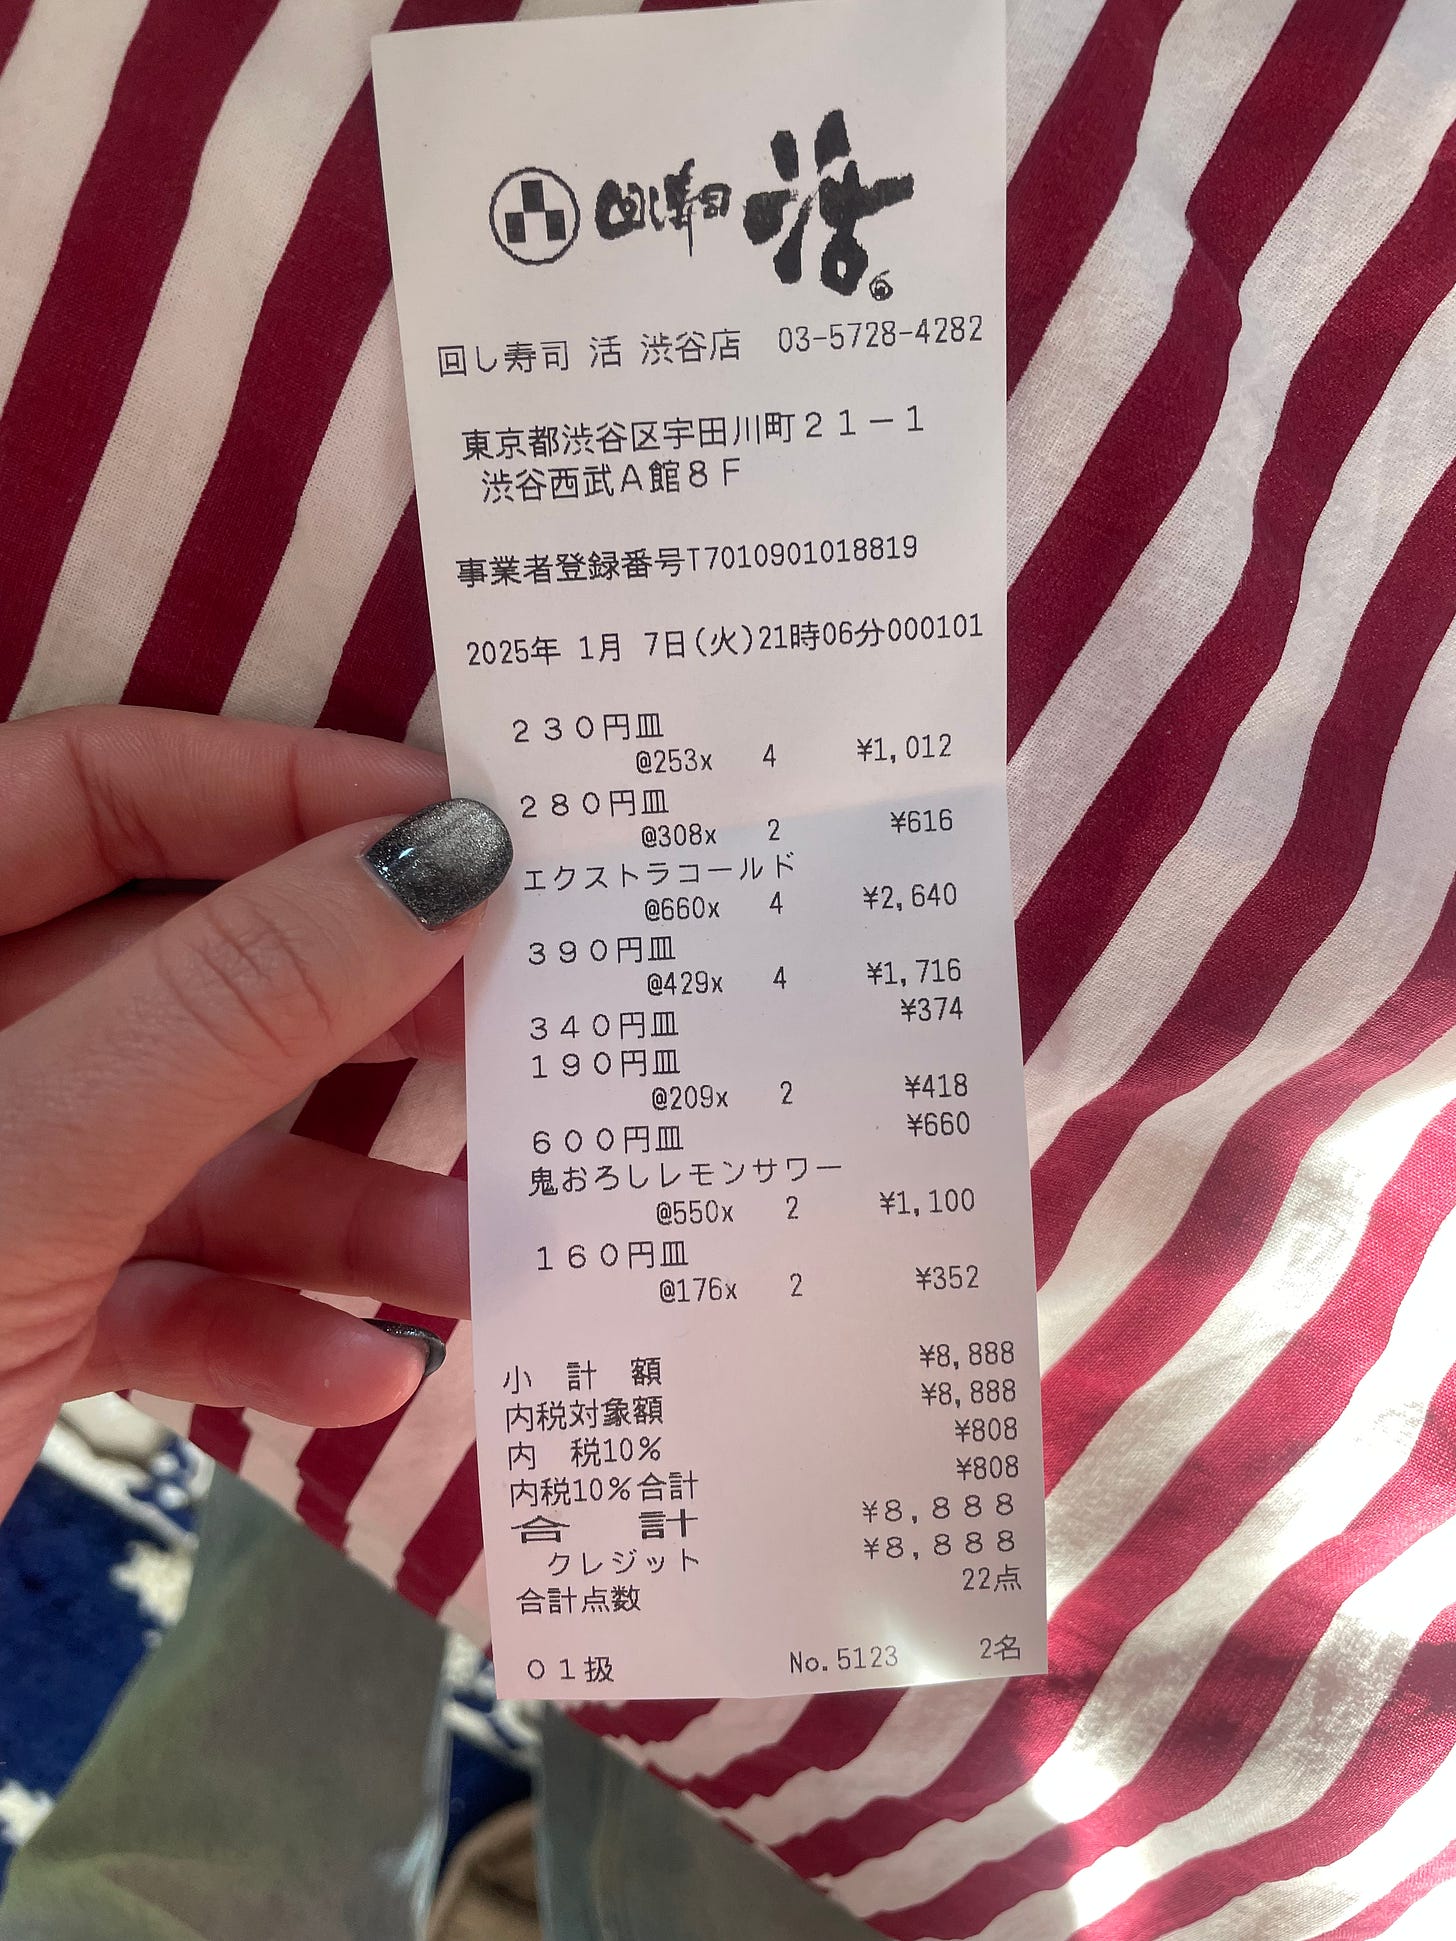 回し寿司 活
回し寿司 活 渋谷店 03-5728-4282
東京都渋谷区宇田川町21-1
渋谷西武A館8F
事業者登録番号T7010901018819
2025年 1月 7日(火)21時06分000101
230円皿
@253x 4 ¥1,012
280円皿
@308x 2 ¥616
エクストラコールド
@660x 4 ¥2,640
390円皿
@429x 4 ¥1,716
340円皿 ¥374
190円皿
@209x 2 ¥418
600円皿 ¥660
鬼おろしレモンサワー
@550x 2 ¥1,100
160円皿
@176x 2 ¥352
小計額 ¥8,888
内税対象額 ¥8,888
内 税10% ¥808
内税10%合計 ¥808
合 計 ¥8,888
クレジット ¥8,888
合計点数 22点
01扱 No.5123 2名